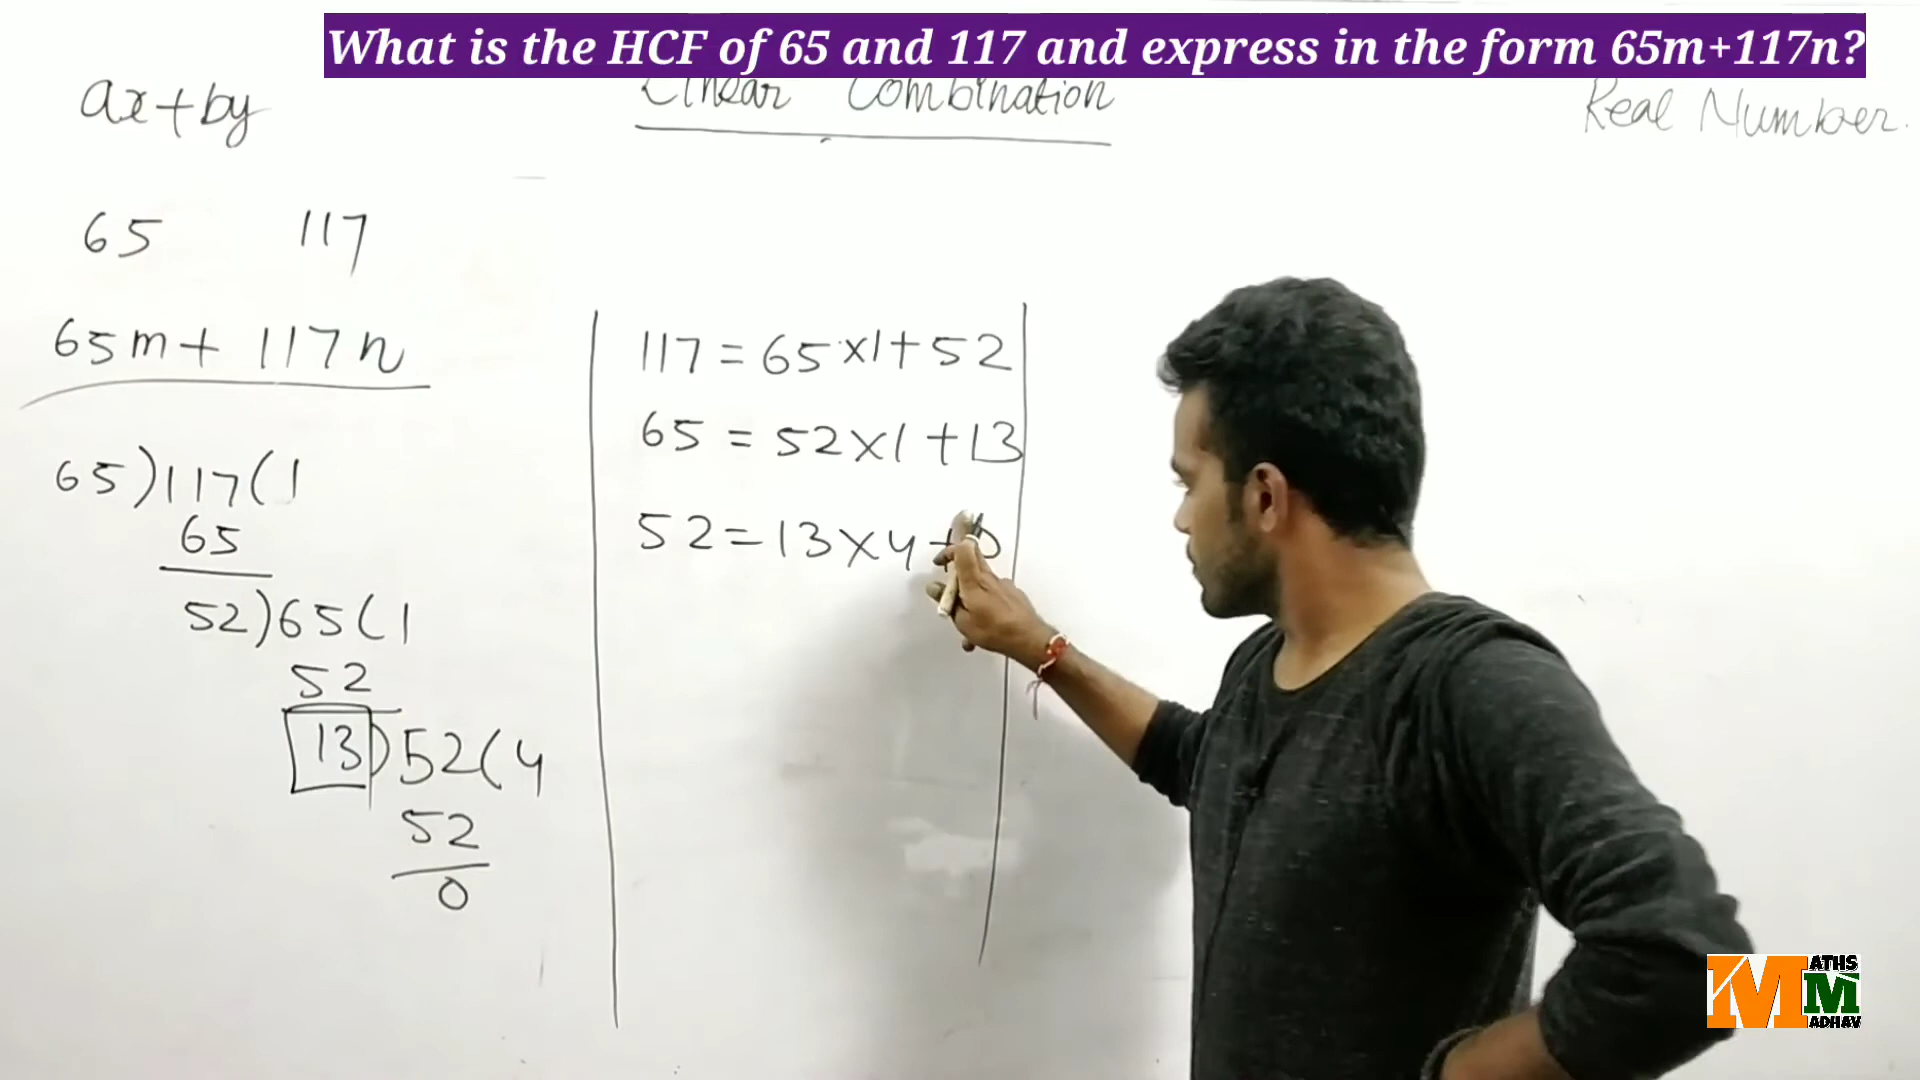 What is the HCF of 65 and 117 and express in the form 65m+117n?
ax+by
Linear Combination
Real Number.
65 117
65m + 117n
65)117(1
65
52)65(1
52
13)52(4
52
0
117=65×1+52
65 = 52×1+13
52=13×4+0
MATHS
MADHAV